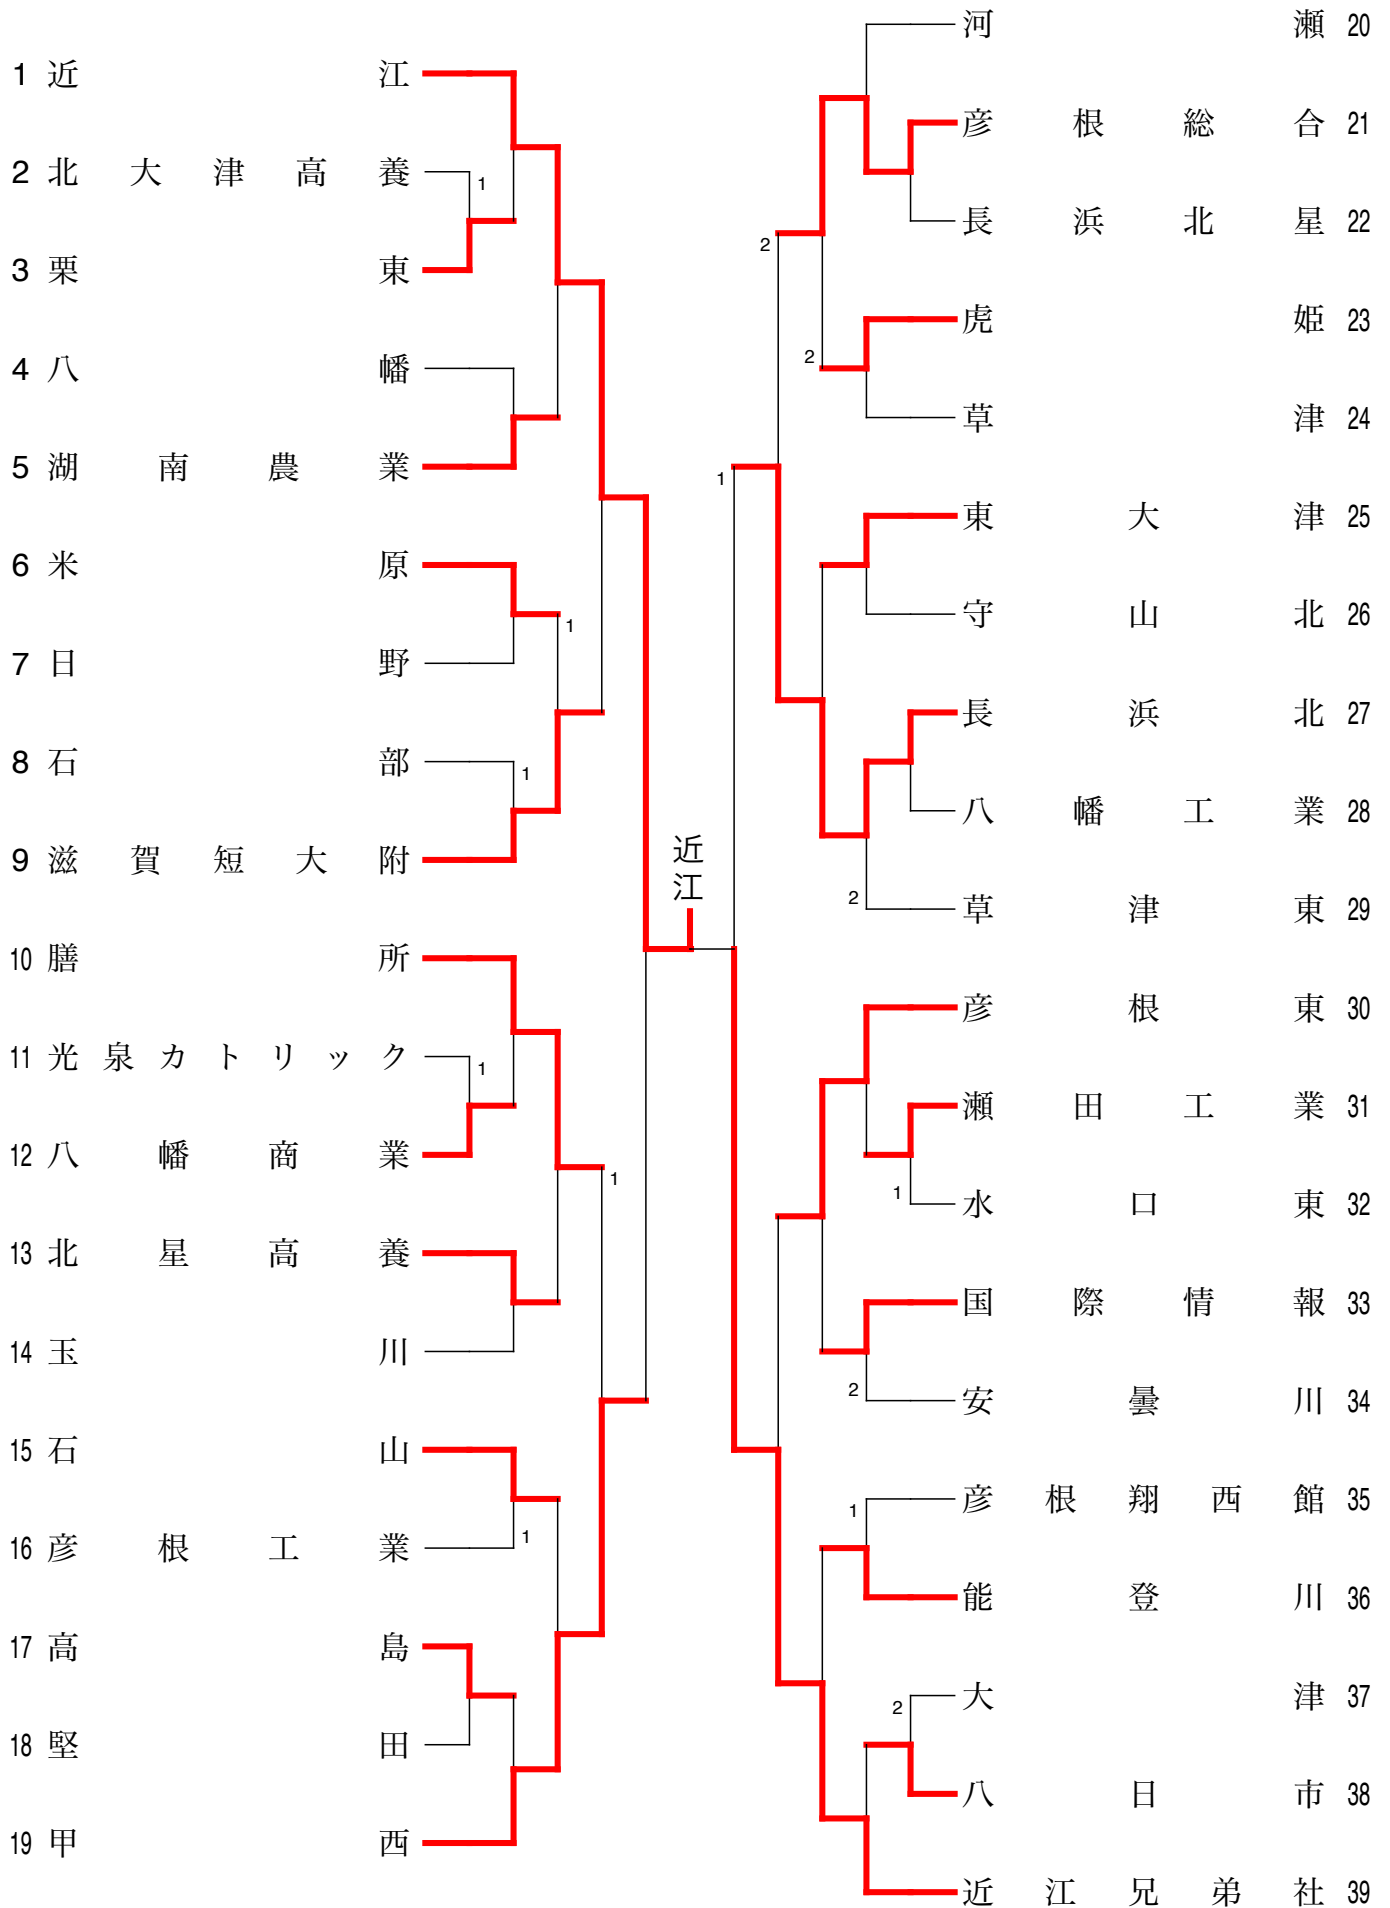 1 近江
2 北大津高養
1
3 栗東
4 八幡
5 湖南農業
6 米原
1
7 日野
8 石部
1
9 滋賀短大附
10 膳所
11 光泉カトリック
1
12 八幡商業
1
13 北星高養
14 玉川
15 石山
16 彦根工業
1
17 高島
18 堅田
19 甲西
近江
河瀬 20
彦根総合 21
長浜北星 22
2
虎姫 23
2
草津 24
1
東大津 25
守山北 26
長浜北 27
八幡工業 28
2
草津東 29
彦根東 30
瀬田工業 31
1
水口東 32
国際情報 33
2
安曇川 34
1
彦根翔西館 35
能登川 36
2
大津 37
八日市 38
近江兄弟社 39